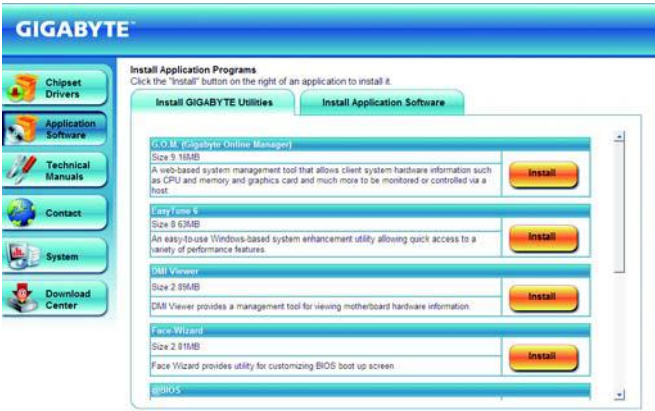 GIGABYTE™
Chipset
Drivers
Application
Software
Technical
Manuals
Contact
System
Download
Center
Install Application Programs
Click the "Install" button on the right of an application to install it.
Install GIGABYTE Utilities
Install Application Software
G.O.M. (Gigabyte Online Manager)
Size:9.16MB
A web-based system management tool that allows client system hardware information such
as CPU and memory and graphics card and much more to be monitored or controlled via a
host.
Install
EasyTune 6
Size:8.63MB
An easy-to-use Windows-based system enhancement utility allowing quick access to a
variety of performance features.
Install
DMI Viewer
Size:2.89MB
DMI Viewer provides a management tool for viewing motherboard hardware information.
Install
Face-Wizard
Size:2.81MB
Face Wizard provides utility for customizing BIOS boot up screen
Install
@BIOS